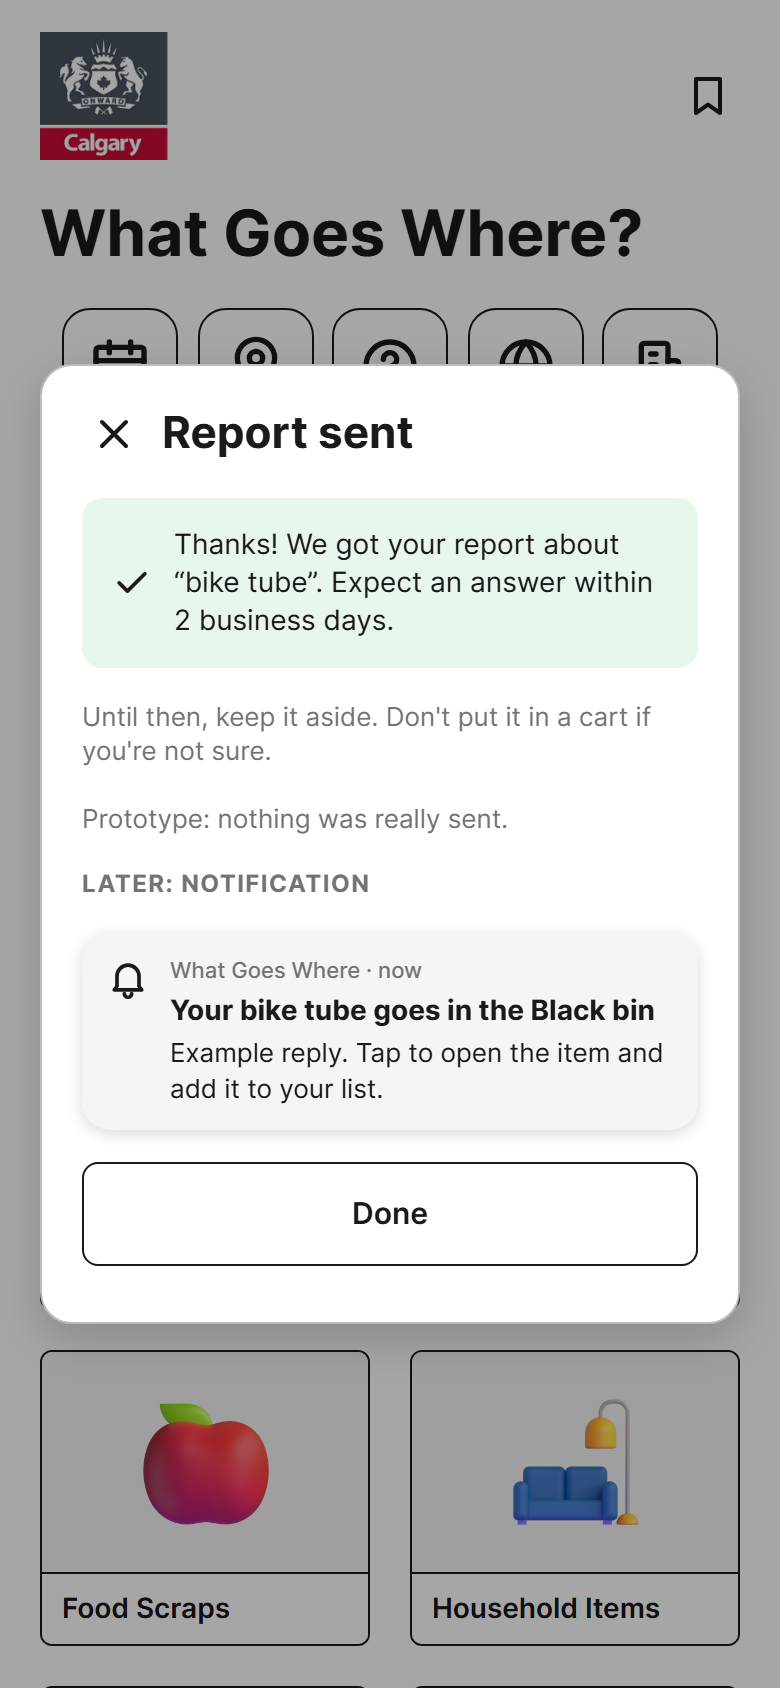 ONWARD
Calgary
What Goes Where?
Report sent
Thanks! We got your report about
“bike tube”. Expect an answer within
2 business days.
Until then, keep it aside. Don't put it in a cart if
you're not sure.
Prototype: nothing was really sent.
LATER: NOTIFICATION
What Goes Where · now
Your bike tube goes in the Black bin
Example reply. Tap to open the item and
add it to your list.
Done
Food Scraps
Household Items